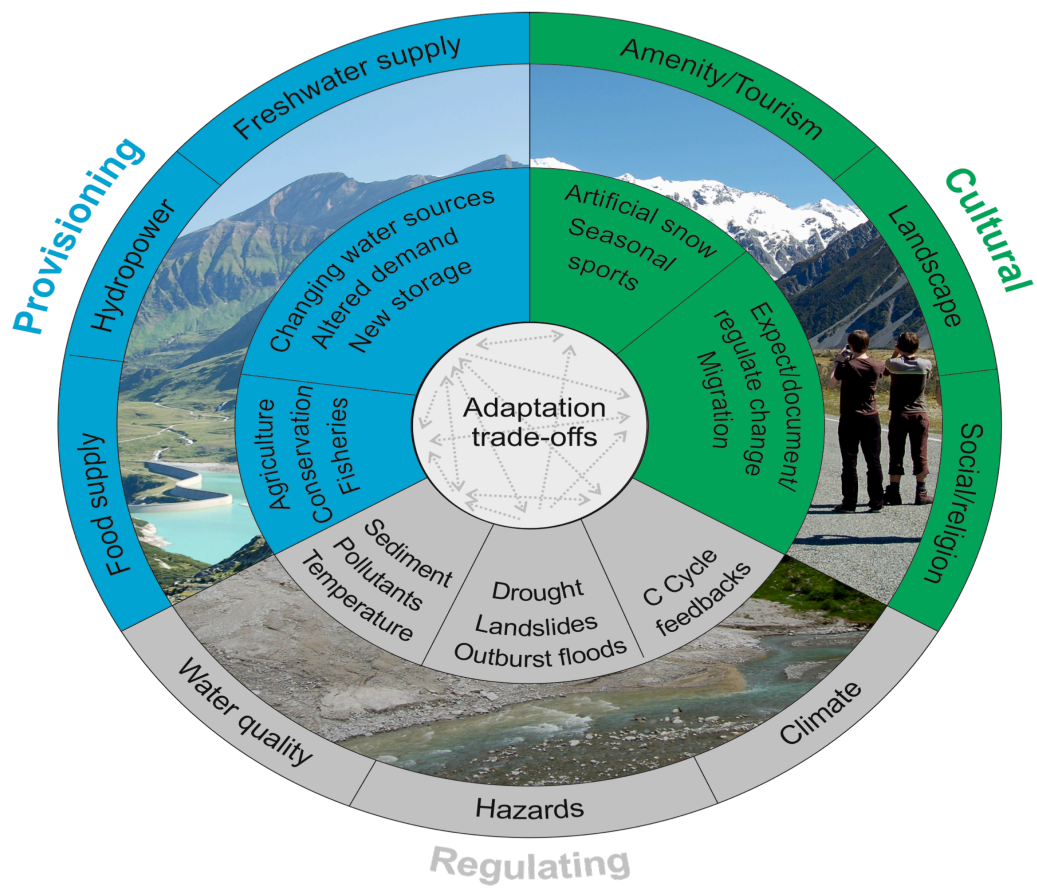 Provisioning
Freshwater supply
Hydropower
Food supply
Changing water sources
Altered demand
New storage
Agriculture
Conservation
Fisheries
Cultural
Amenity/Tourism
Landscape
Social/religion
Artificial snow
Seasonal
sports
Expect/document/
regulate change
Migration
Adaptation
trade-offs
Sediment
Pollutants
Temperature
Drought
Landslides
Outburst floods
C Cycle
feedbacks
Water quality
Hazards
Climate
Regulating